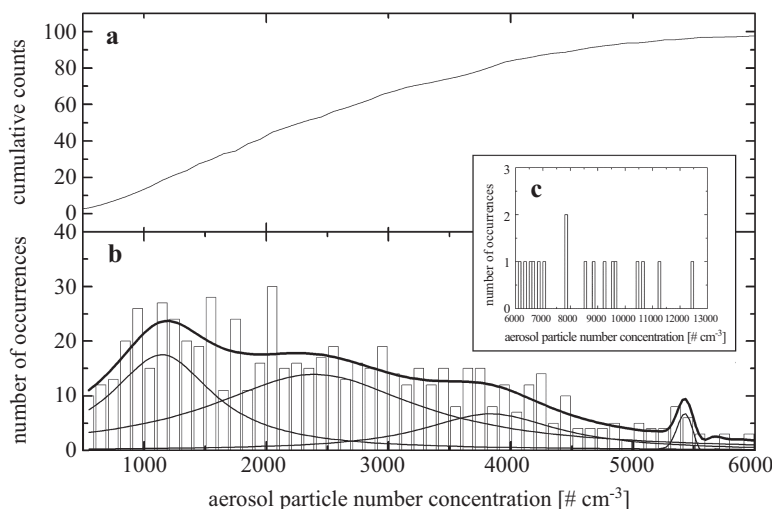 100
a
80
60
40
20
0
cumulative counts
3
c
2
1
0
number of occurrences
6000 7000 8000 9000 10000 11000 12000 13000
aerosol particle number concentration [# cm-3]
40
b
30
20
10
0
number of occurrences
1000 2000 3000 4000 5000 6000
aerosol particle number concentration [# cm-3]